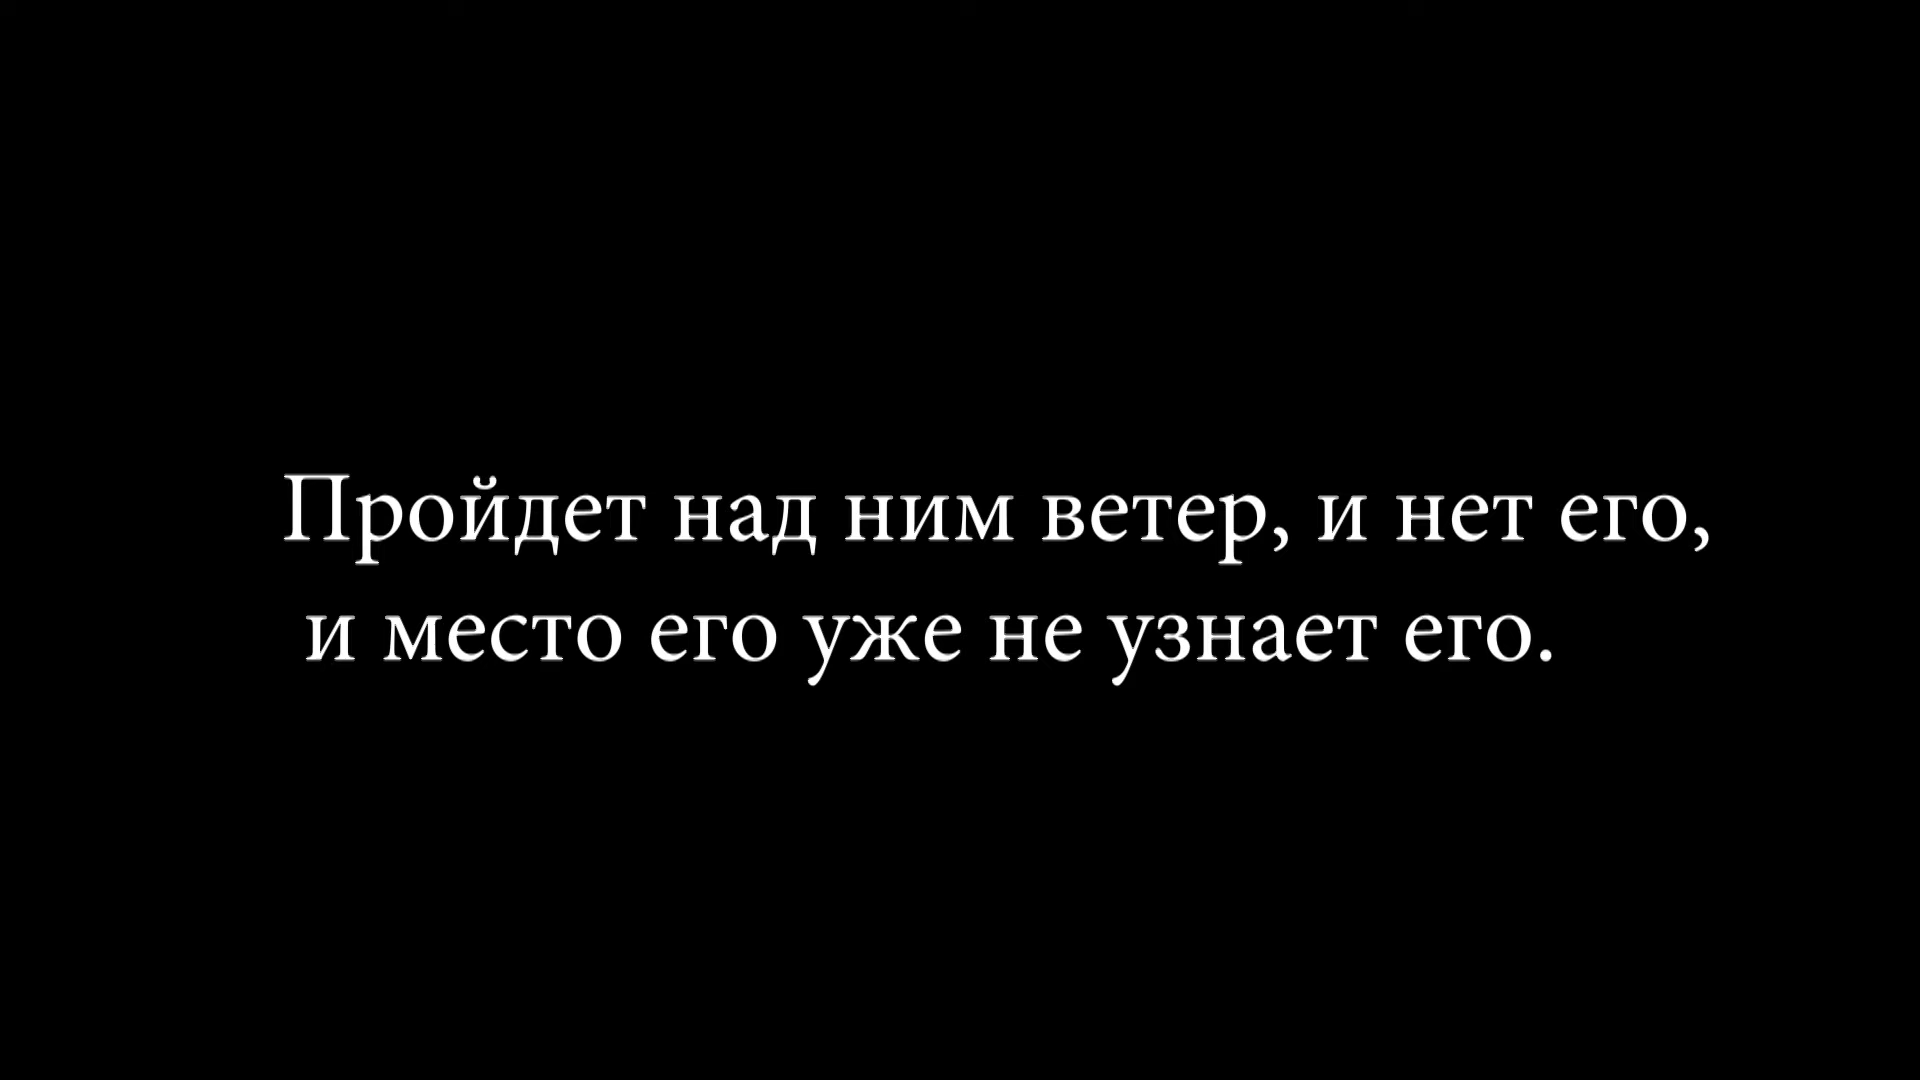 Пройдет над ним ветер, и нет его,
и место его уже не узнает его.